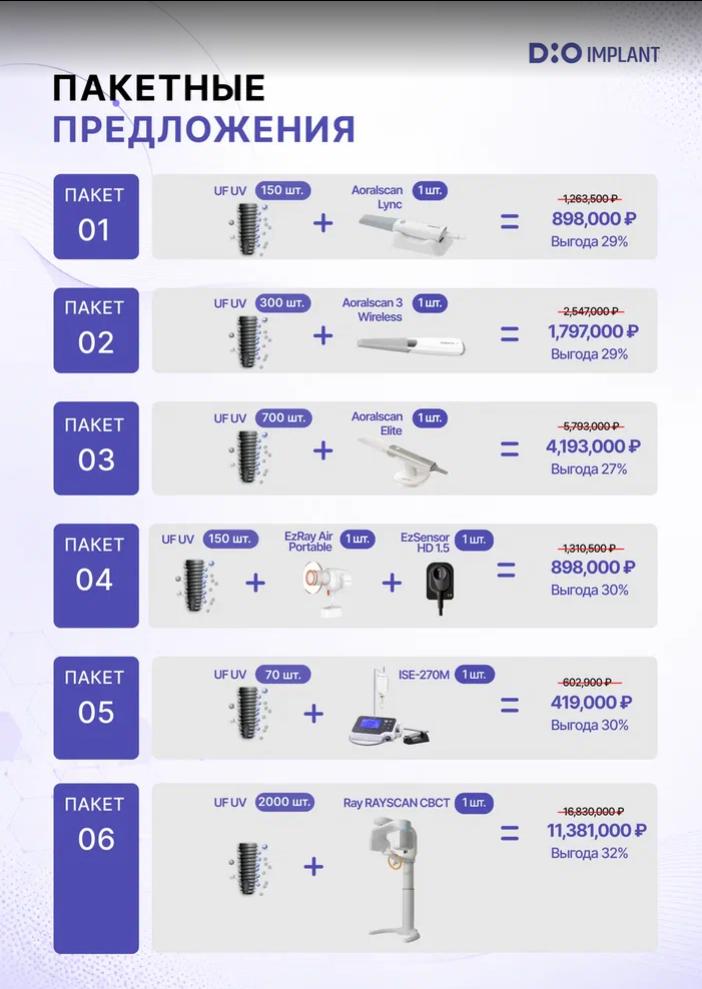 DIO IMPLANT
ПАКЕТНЫЕ
ПРЕДЛОЖЕНИЯ
ПАКЕТ
01
UF UV 150 шт.
+
Aoralscan 1 шт.
Lync
=
1,263,500 ₽
898,000 ₽
Выгода 29%
ПАКЕТ
02
UF UV 300 шт.
+
Aoralscan 3 1 шт.
Wireless
=
2,547,000 ₽
1,797,000 ₽
Выгода 29%
ПАКЕТ
03
UF UV 700 шт.
+
Aoralscan 1 шт.
Elite
=
5,793,000 ₽
4,193,000 ₽
Выгода 27%
ПАКЕТ
04
UF UV 150 шт.
+
EzRay Air 1 шт.
Portable
+
EzSensor 1 шт.
HD 1.5
=
1,310,500 ₽
898,000 ₽
Выгода 30%
ПАКЕТ
05
UF UV 70 шт.
+
ISE-270M 1 шт.
=
602,900 ₽
419,000 ₽
Выгода 30%
ПАКЕТ
06
UF UV 2000 шт.
+
Ray RAYSCAN CBCT 1 шт.
=
16,830,000 ₽
11,381,000 ₽
Выгода 32%